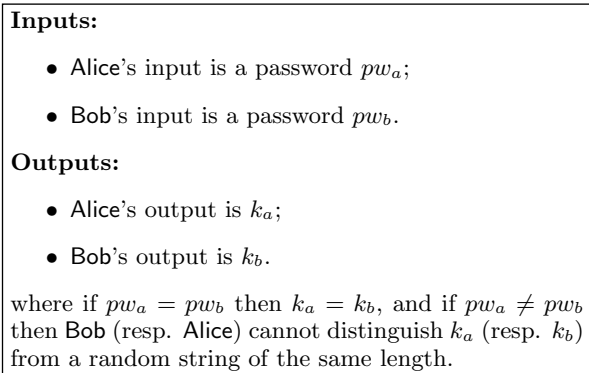 Inputs:
• Alice's input is a password $pw_a$;
• Bob's input is a password $pw_b$.
Outputs:
• Alice's output is $k_a$;
• Bob's output is $k_b$.
where if $pw_a = pw_b$ then $k_a = k_b$, and if $pw_a \neq pw_b$
then Bob (resp. Alice) cannot distinguish $k_a$ (resp. $k_b$)
from a random string of the same length.